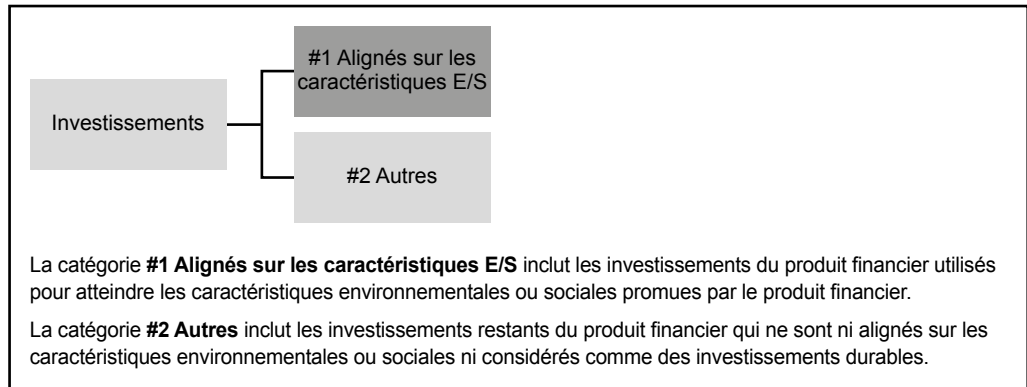 #1 Alignés sur les
caractéristiques E/S
Investissements
#2 Autres
La catégorie #1 Alignés sur les caractéristiques E/S inclut les investissements du produit financier utilisés
pour atteindre les caractéristiques environnementales ou sociales promues par le produit financier.
La catégorie #2 Autres inclut les investissements restants du produit financier qui ne sont ni alignés sur les
caractéristiques environnementales ou sociales ni considérés comme des investissements durables.